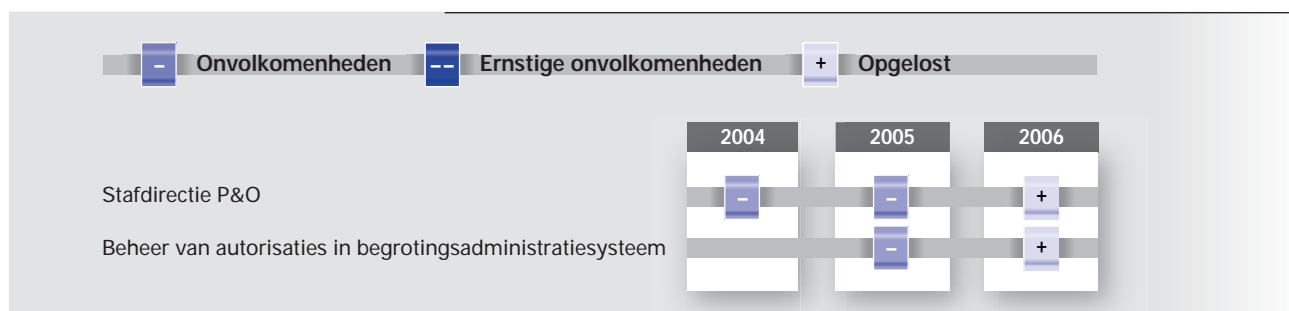 – Onvolkomenheden –– Ernstige onvolkomenheden + Opgelost
2004 2005 2006
Stafdirectie P&O – – +
Beheer van autorisaties in begrotingsadministratiesysteem – +